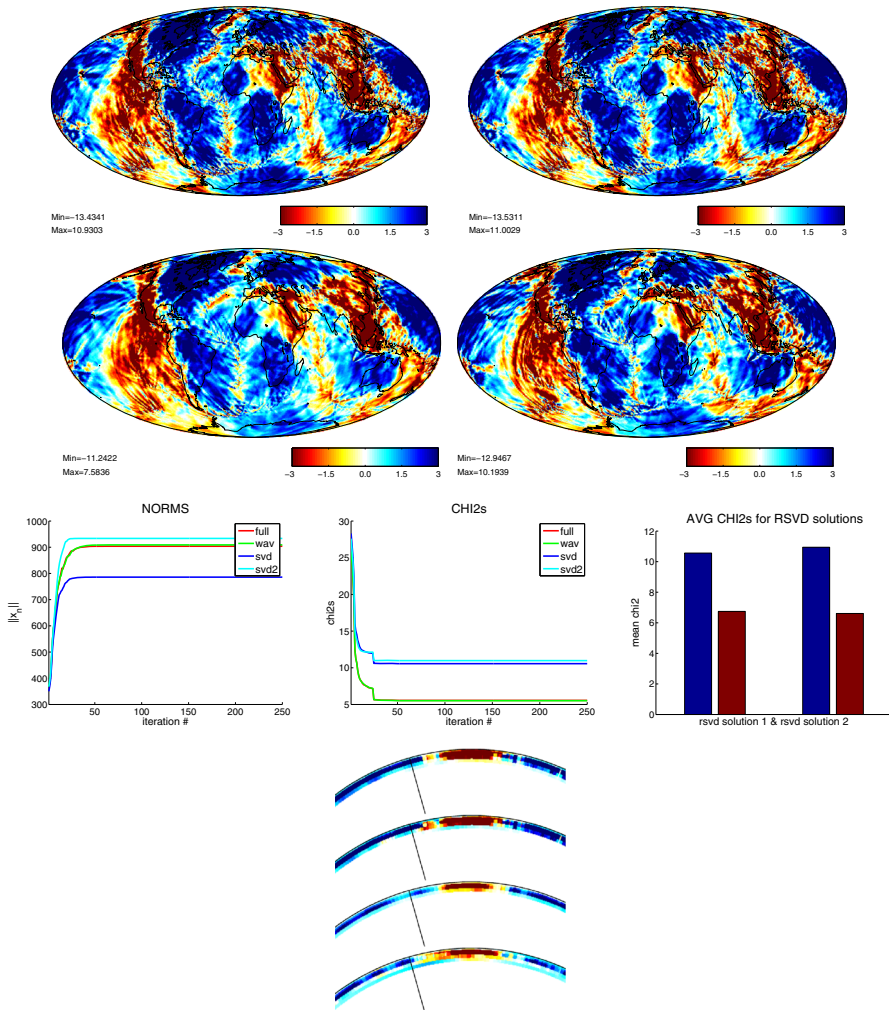 Min=−13.4341
Max=10.9303
−3 −1.5 0 1.5 3
Min=−13.5311
Max=11.0029
−3 −1.5 0 1.5 3
Min=−11.2422
Max=7.5836
−3 −1.5 0 1.5 3
Min=−12.9467
Max=10.1939
−3 −1.5 0 1.5 3
NORMS
1000
900
800
700
600
500
400
300
||x_n||
50 100 150 200 250
iteration #
full
wav
svd
svd2
CHI2s
30
25
20
15
10
5
chi2s
50 100 150 200 250
iteration #
full
wav
svd
svd2
AVG CHI2s for RSVD solutions
12
10
8
6
4
2
0
mean chi2
rsvd solution 1 & rsvd solution 2